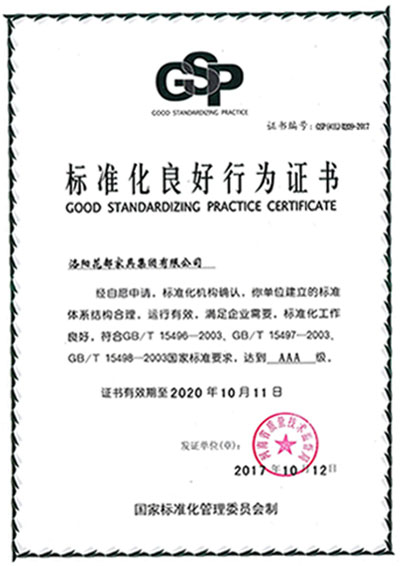 GSP
GOOD STANDARDIZING PRACTICE
证书编号:
标准化良好行为证书
GOOD STANDARDIZING PRACTICE CERTIFICATE
洛阳花都家具集团有限公司
经自愿申请，标准化机构确认，你单位建立的标准
体系结构合理，运行有效，满足企业需要，标准化工作
良好，符合GB/T 15496—2003、GB/T 15497—2003、
GB/T 15498—2003国家标准要求，达到 AAA 级。
证书有效期至2020年10月11日
发证单位(章):
河南省质量技术监督局
2017年10月12日
国家标准化管理委员会制